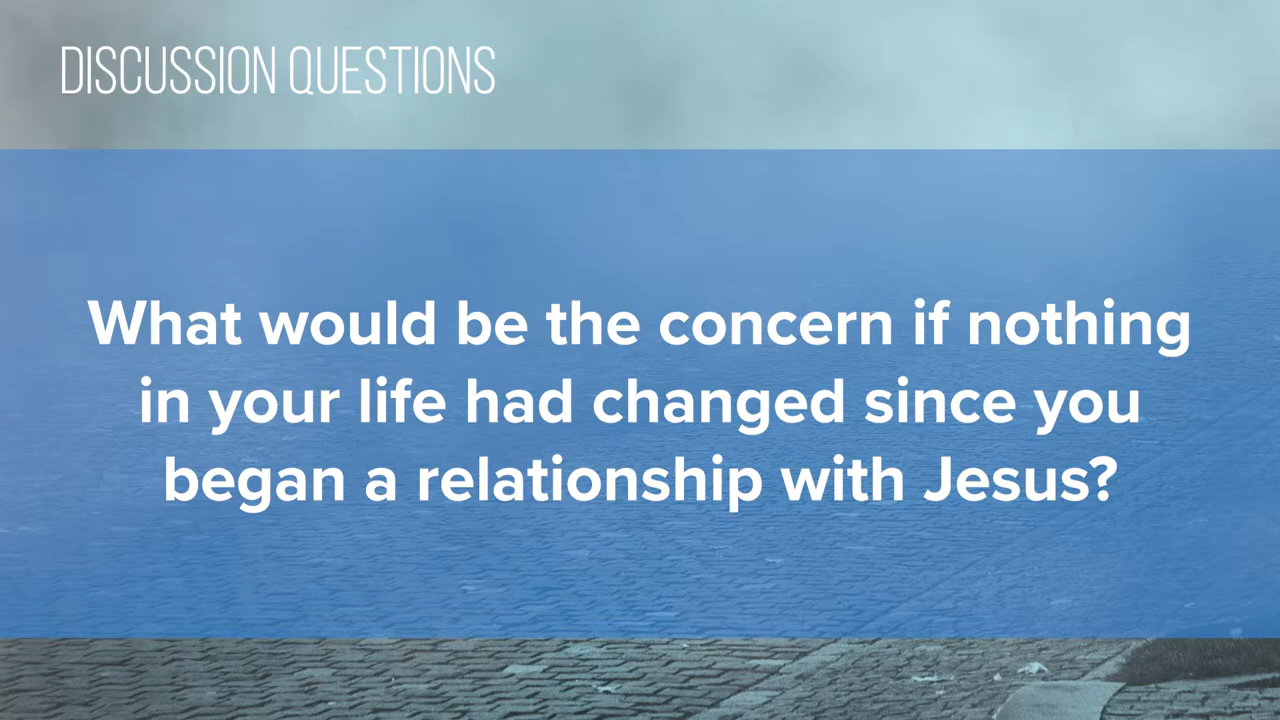 DISCUSSION QUESTIONS
What would be the concern if nothing
in your life had changed since you
began a relationship with Jesus?